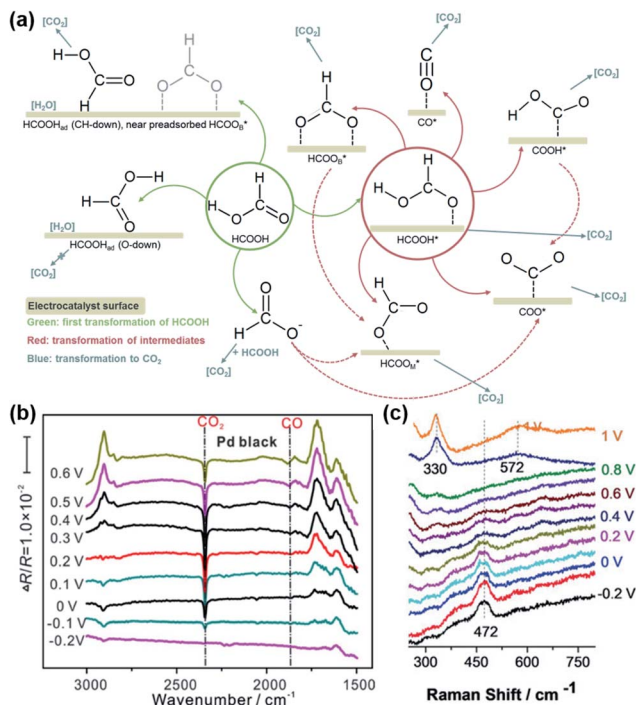 (a)
[CO₂]
H
O
C
O
H
[H₂O]
HCOOHad (CH-down), near preadsorbed HCOOB*
H
C
O
O
[CO₂]
H
C
O
O
HCOOB*
O
C
[CO₂]
CO*
H
O
C
O
[CO₂]
COOH*
O
H
C
H
O
[H₂O]
[CO₂]
HCOOHad (O-down)
H
C
HO
O
HCOOH
H
C
HO
O
HCOOH*
[CO₂]
O
C
O
[CO₂]
COO*
Electrocatalyst surface
Green: first transformation of HCOOH
Red: transformation of intermediates
Blue: transformation to CO₂
O
C
H
O-
+ HCOOH
[CO₂]
H
C
O
O
HCOOM*
[CO₂]
(b)
CO₂
CO
Pd black
ΔR/R=1.0×10⁻²
0.6 V
0.5 V
0.4 V
0.3 V
0.2 V
0.1 V
0 V
-0.1 V
-0.2 V
3000 2500 2000 1500
Wavenumber / cm⁻¹
(c)
1 V
330
572
0.8 V
0.6 V
0.4 V
0.2 V
0 V
-0.2 V
472
300 450 600 750
Raman Shift / cm⁻¹